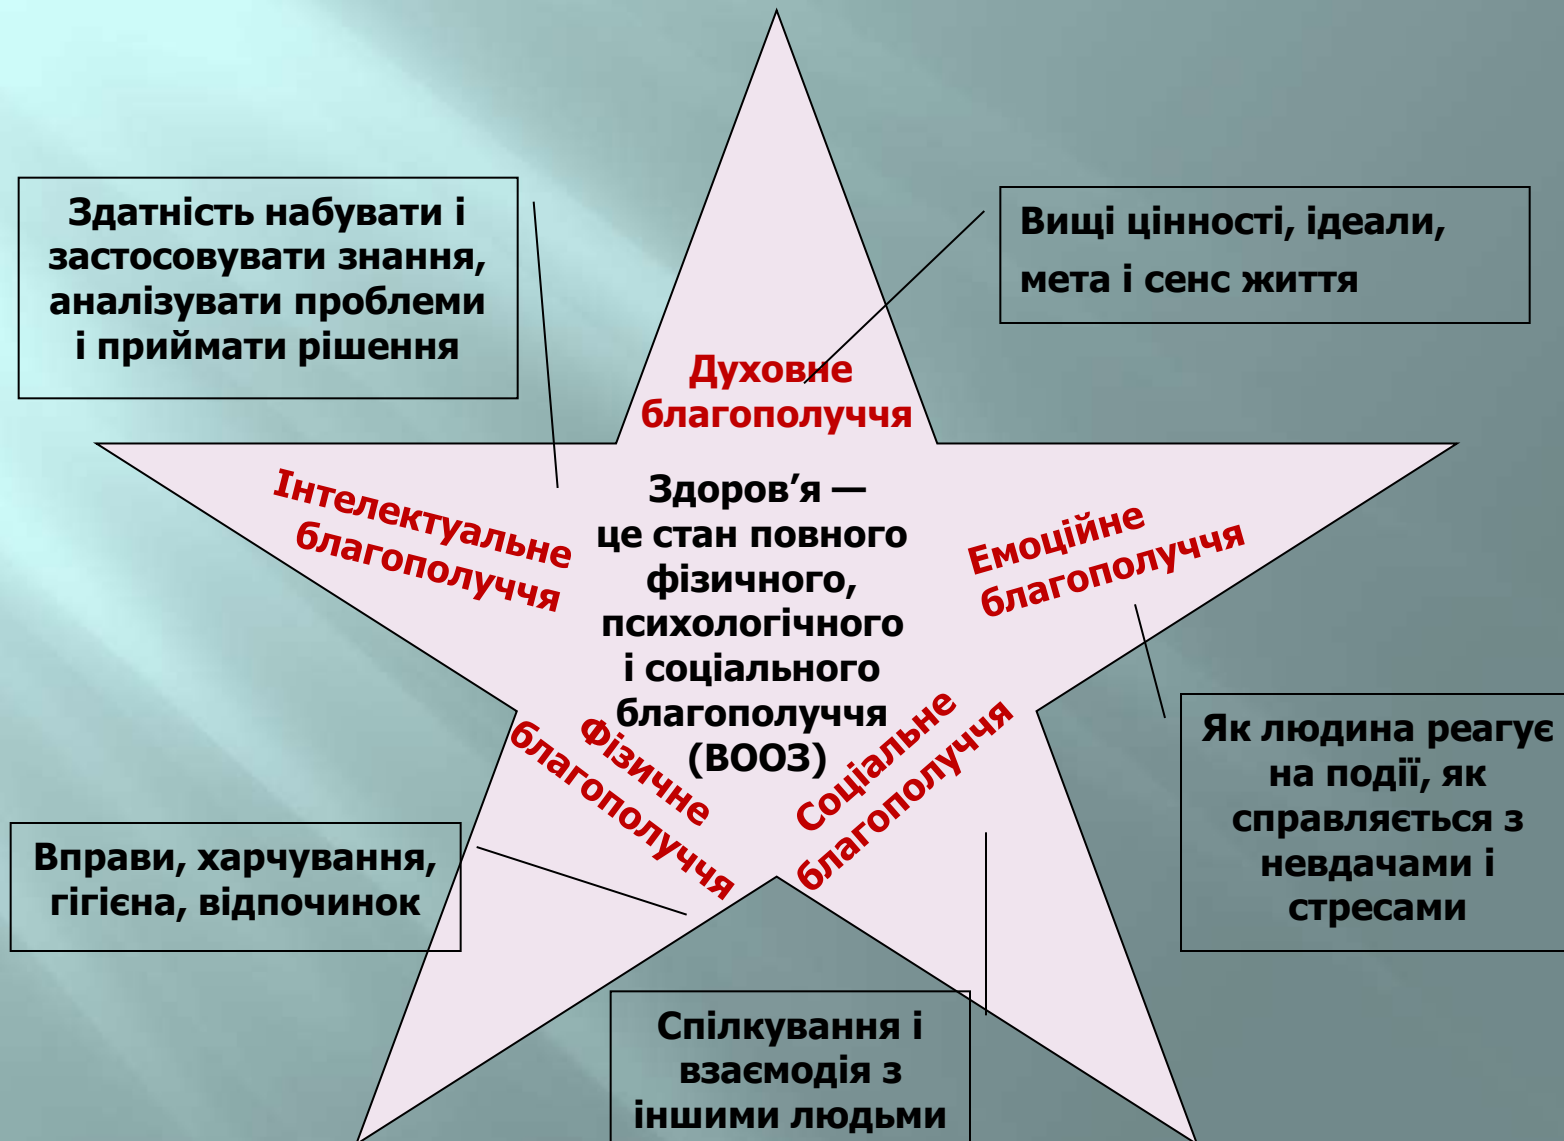 Здатність набувати і
застосовувати знання,
аналізувати проблеми
і приймати рішення
Вищі цінності, ідеали,
мета і сенс життя
Духовне
благополуччя
Інтелектуальне
благополуччя
Здоров’я —
це стан повного
фізичного,
психологічного
і соціального
благополуччя
(ВООЗ)
Емоційне
благополуччя
Фізичне
благополуччя
Соціальне
благополуччя
Як людина реагує
на події, як
справляється з
невдачами і
стресами
Вправи, харчування,
гігієна, відпочинок
Спілкування і
взаємодія з
іншими людьми